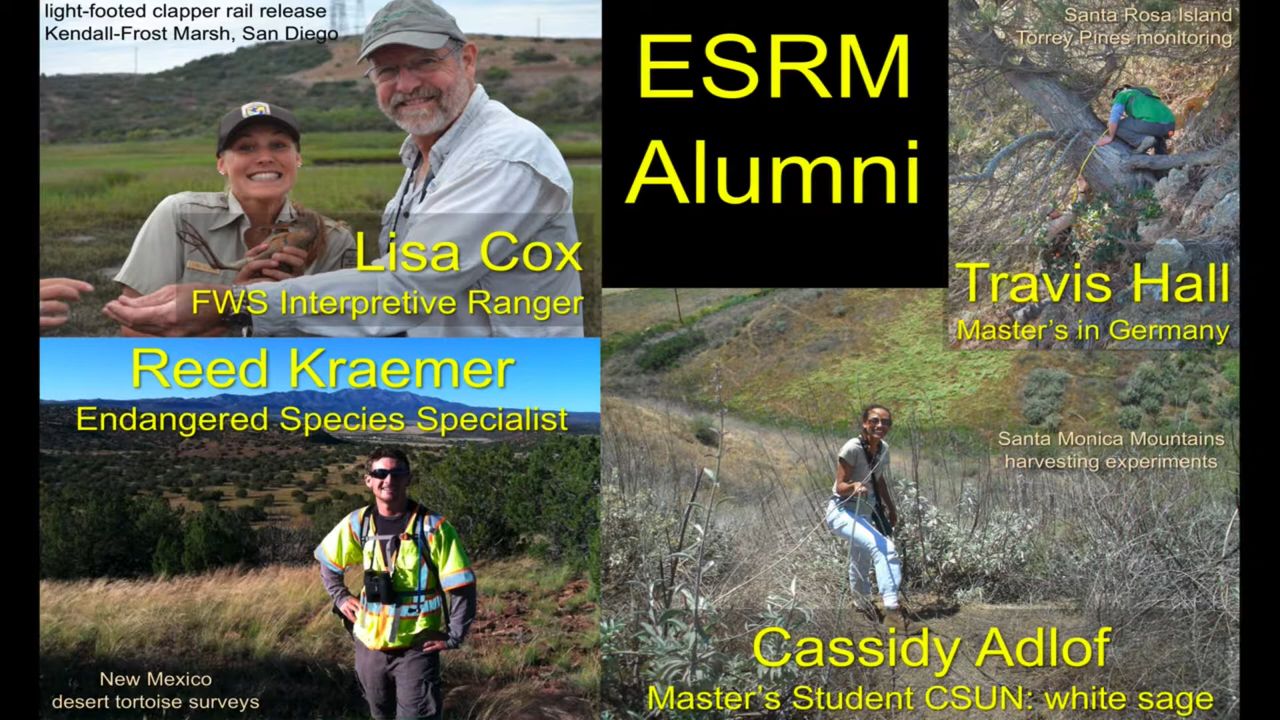 light-footed clapper rail release
Kendall-Frost Marsh, San Diego
Lisa Cox
FWS Interpretive Ranger
ESRM
Alumni
Santa Rosa Island
Torrey Pines monitoring
Travis Hall
Master's in Germany
Reed Kraemer
Endangered Species Specialist
New Mexico
desert tortoise surveys
Santa Monica Mountains
harvesting experiments
Cassidy Adlof
Master's Student CSUN: white sage